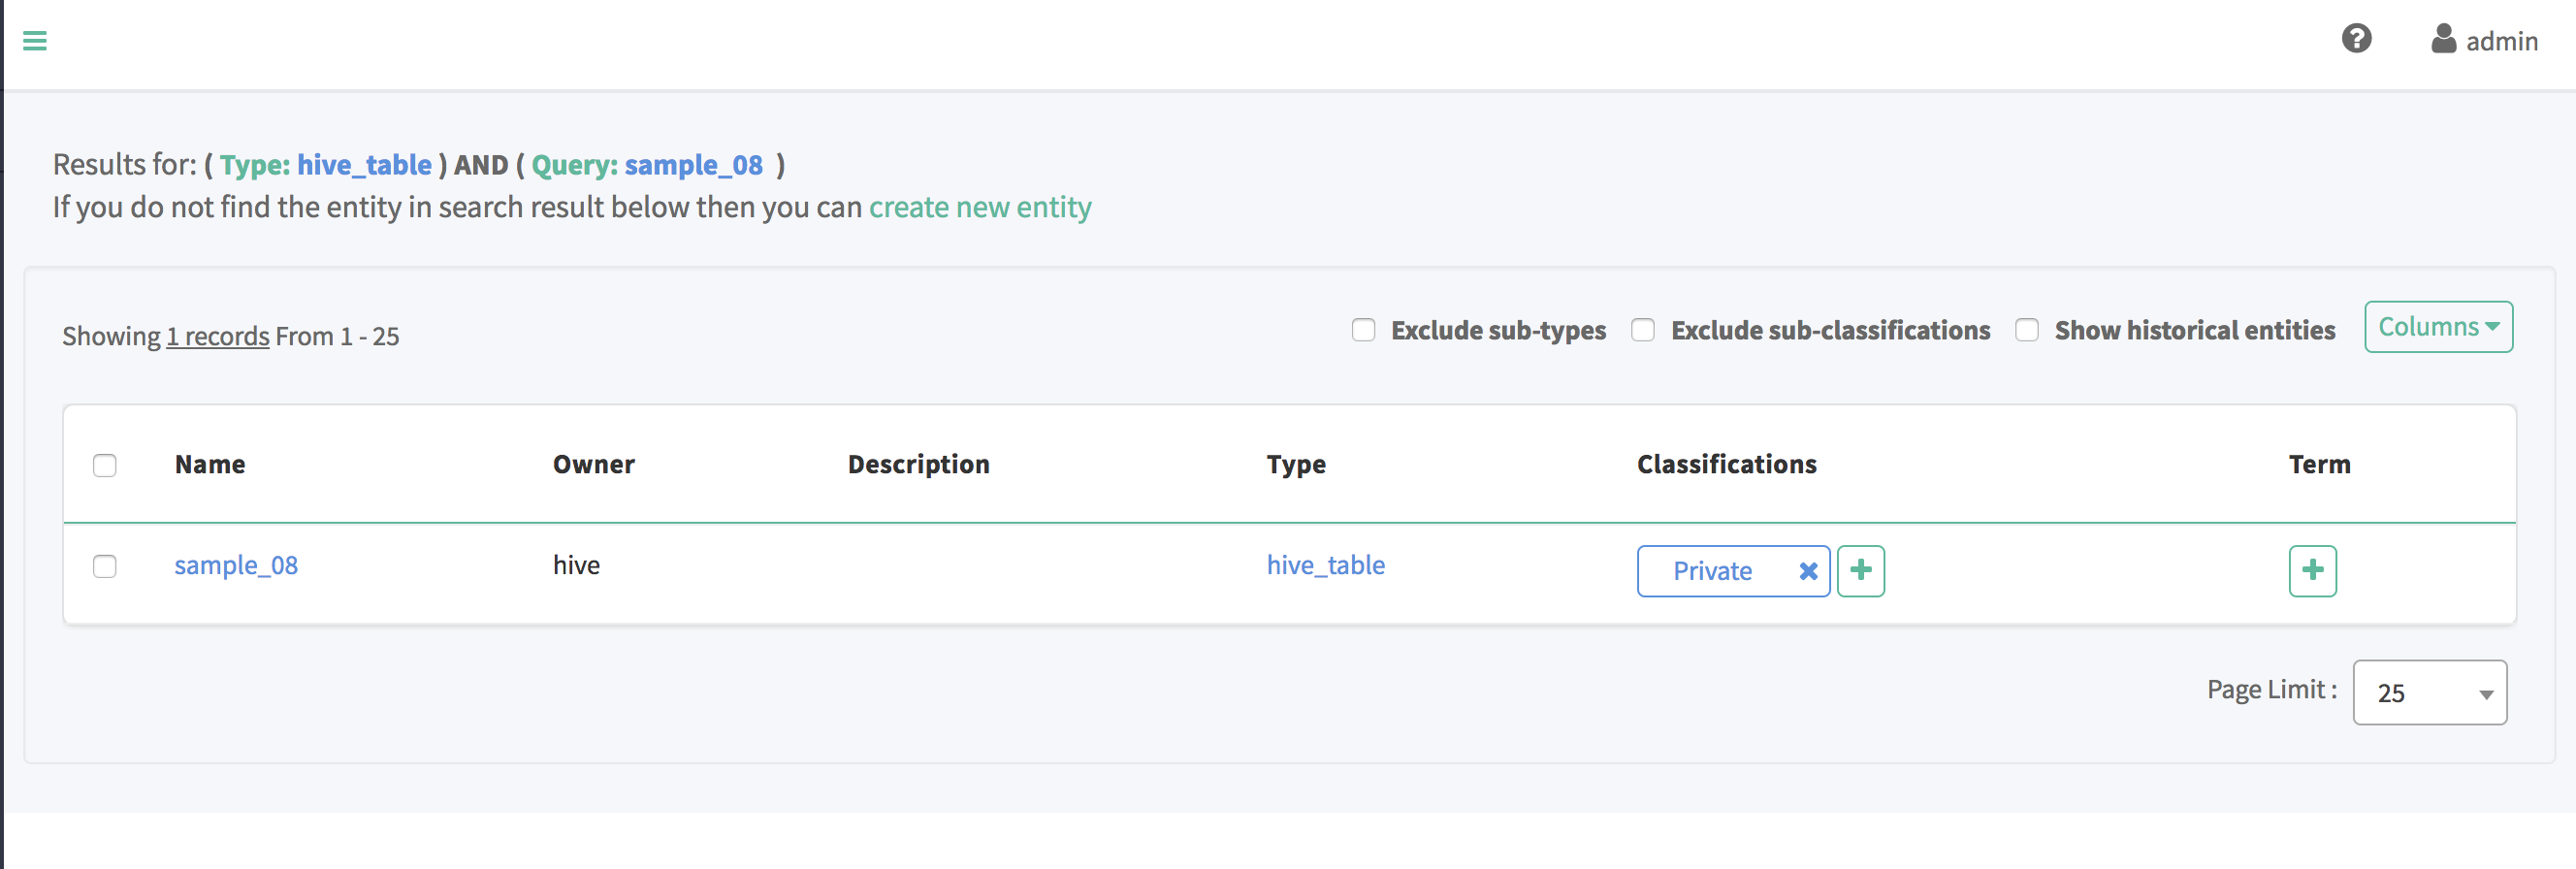 admin
Results for: ( Type: hive_table ) AND ( Query: sample_08 )
If you do not find the entity in search result below then you can create new entity
Showing 1 records From 1 - 25
Exclude sub-types Exclude sub-classifications Show historical entities Columns
Name Owner Description Type Classifications Term
sample_08 hive hive_table Private
Page Limit : 25